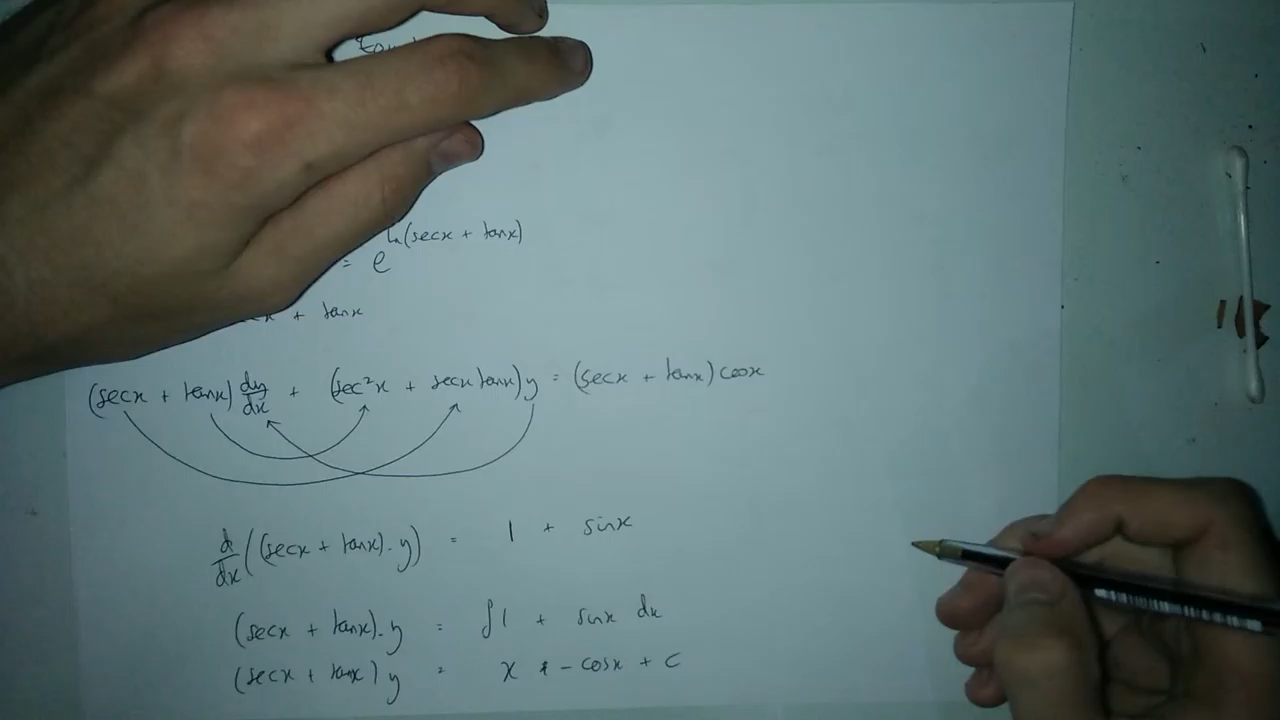 = e^ln(secx + tanx)
+ tanx
(secx + tanx) dy/dx + (sec²x + secx tanx)y = (secx + tanx) cosx
d/dx((secx + tanx).y) = 1 + sinx
(secx + tanx).y = ∫1 + sinx dx
(secx + tanx)y = x - cosx + c